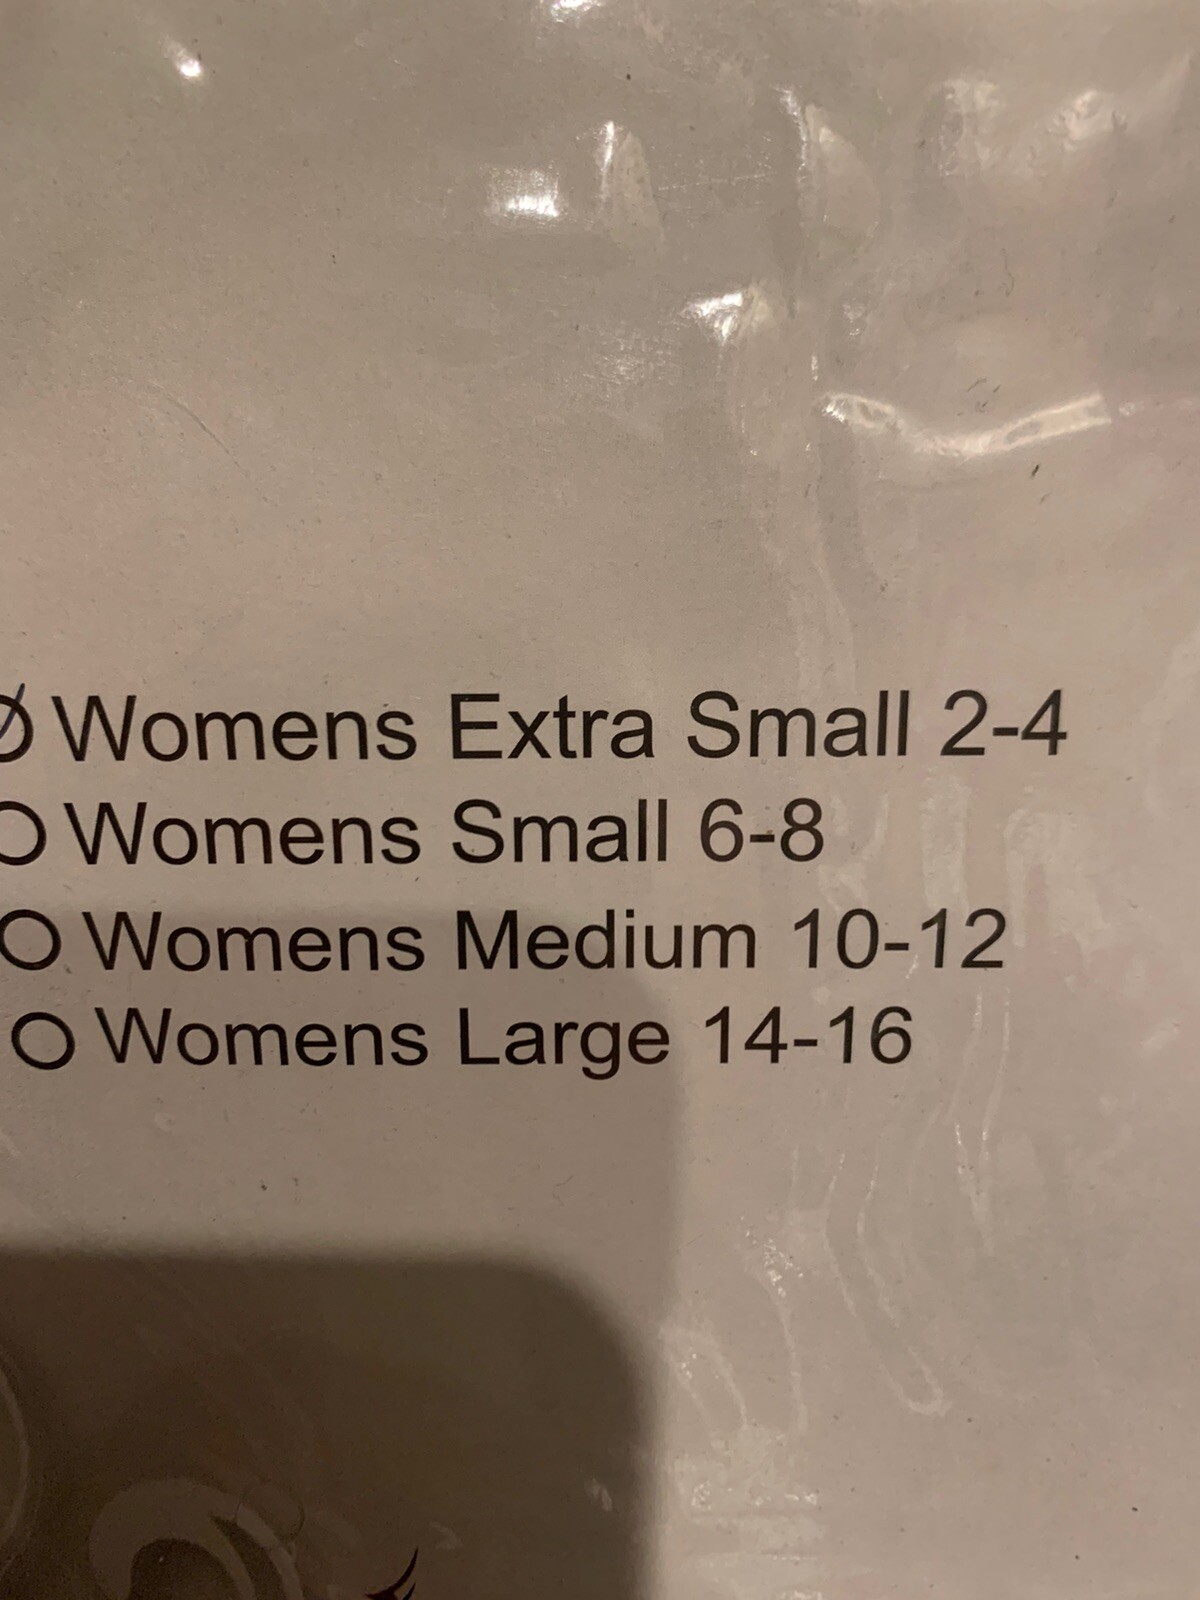 Womens Extra Small 2-4
Womens Small 6-8
Womens Medium 10-12
Womens Large 14-16